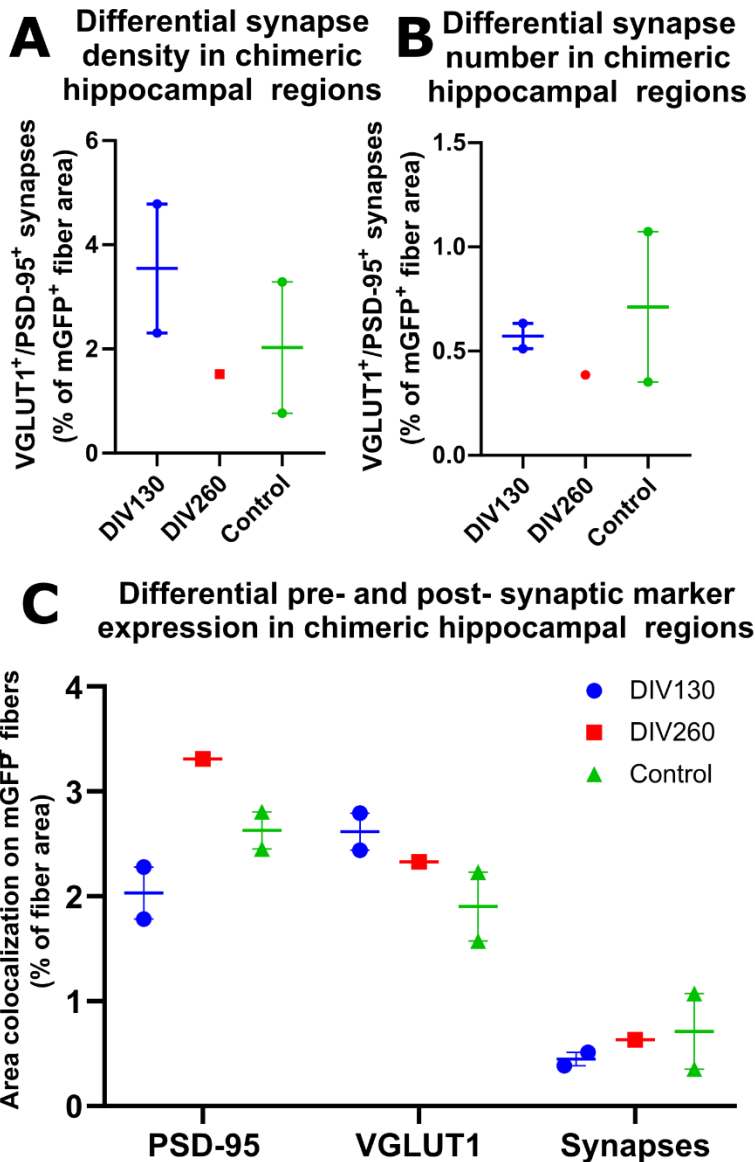 A
Differential synapse
density in chimeric
hippocampal regions
VGLUT1+/PSD-95+ synapses
(% of mGFP+ fiber area)
6
4
2
0
DIV130
DIV260
Control
B
Differential synapse
number in chimeric
hippocampal regions
VGLUT1+/PSD-95+ synapses
(% of mGFP+ fiber area)
1.5
1.0
0.5
0.0
DIV130
DIV260
Control
C
Differential pre- and post- synaptic marker
expression in chimeric hippocampal regions
Area colocalization on mGFP+ fibers
(% of fiber area)
4
3
2
1
0
DIV130
DIV260
Control
PSD-95
VGLUT1
Synapses